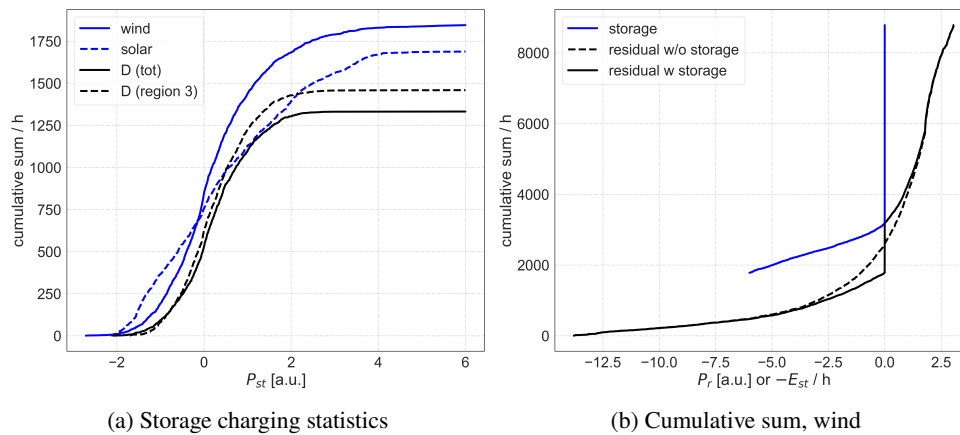 wind
solar
D (tot)
D (region 3)
1750
1500
1250
1000
750
500
250
0
cumulative sum / h
−2
0
2
4
6
P_st [a.u.]
(a) Storage charging statistics
storage
residual w/o storage
residual w storage
8000
6000
4000
2000
0
cumulative sum / h
−12.5
−10.0
−7.5
−5.0
−2.5
0.0
2.5
P_r [a.u.] or −E_st / h
(b) Cumulative sum, wind